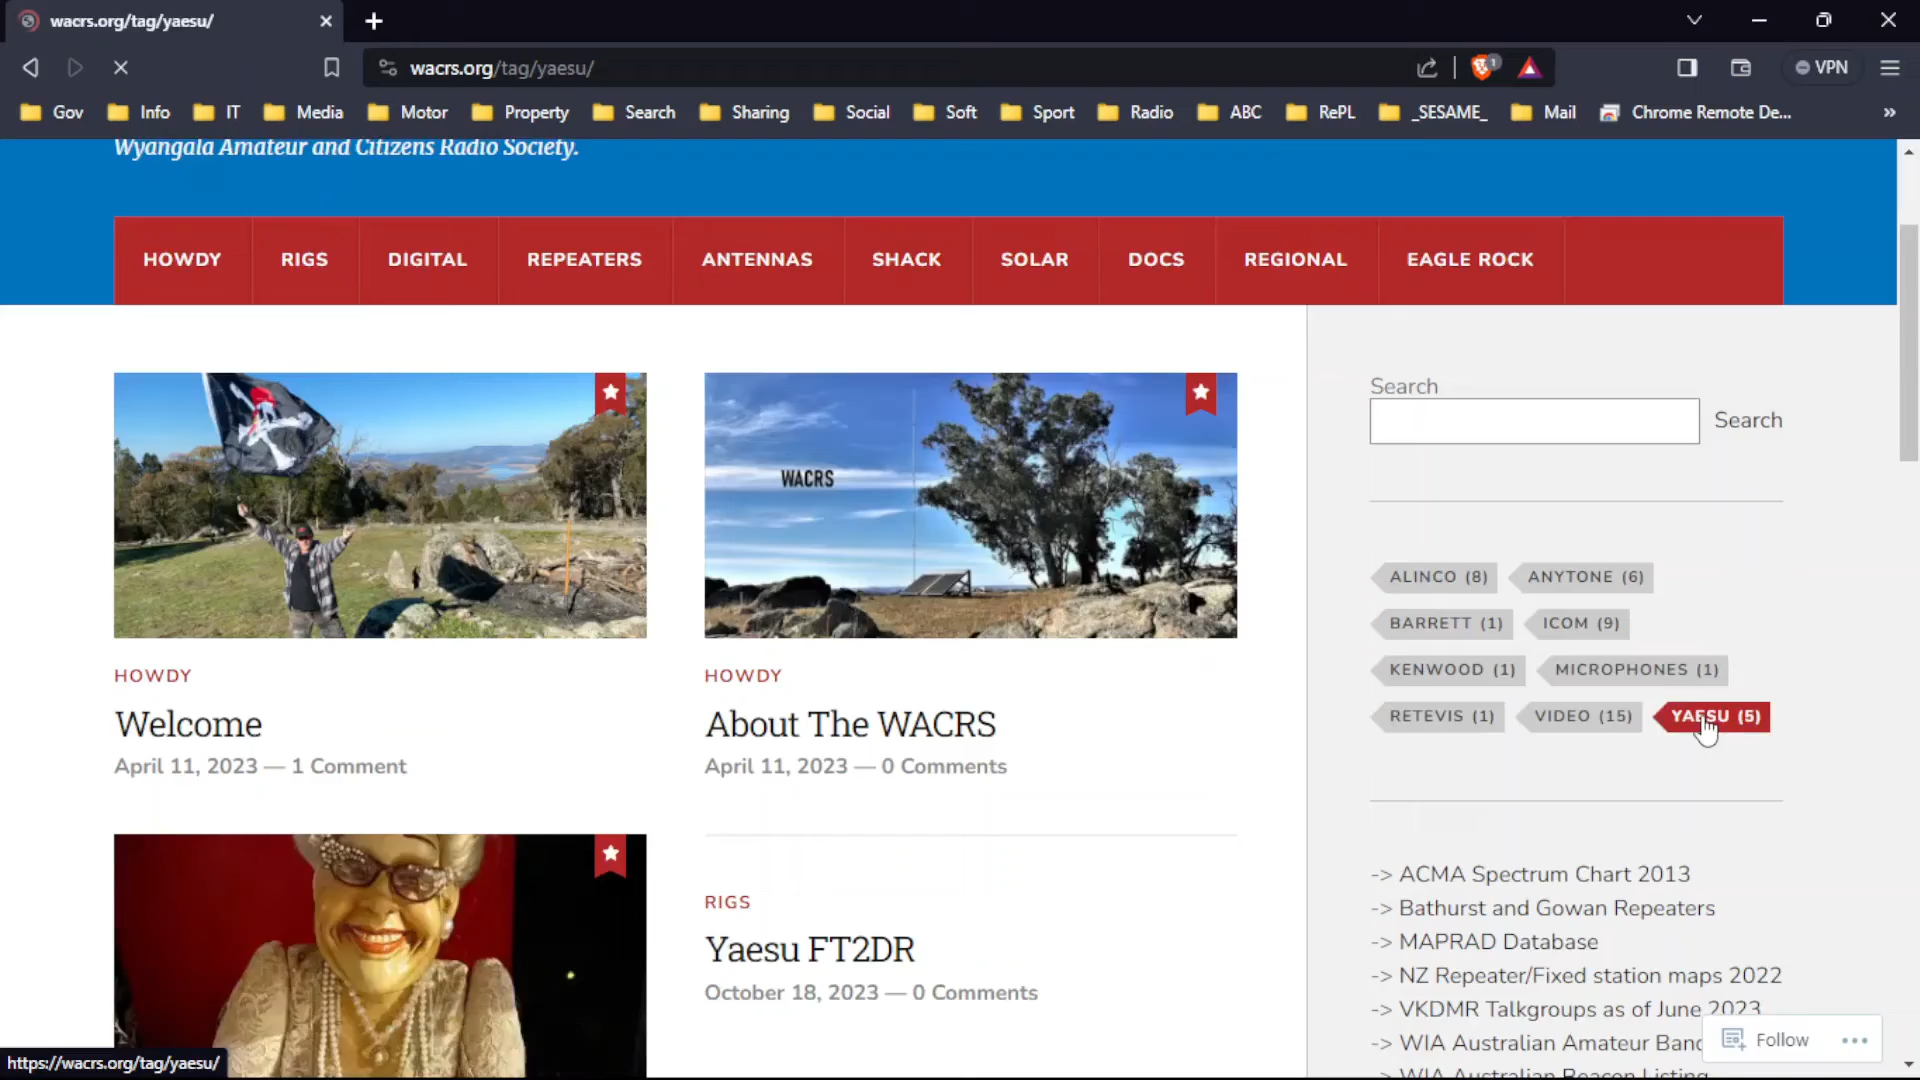 wacrs.org/tag/yaesu/
wacrs.org/tag/yaesu/
1
VPN
Gov Info IT Media Motor Property Search Sharing Social Soft Sport Radio ABC RePL _SESAME_ Mail Chrome Remote De...
Wyangala Amateur and Citizens Radio Society.
HOWDY RIGS DIGITAL REPEATERS ANTENNAS SHACK SOLAR DOCS REGIONAL EAGLE ROCK
WACRS
HOWDY
Welcome
April 11, 2023 — 1 Comment
HOWDY
About The WACRS
April 11, 2023 — 0 Comments
RIGS
Yaesu FT2DR
October 18, 2023 — 0 Comments
Search
Search
ALINCO (8) ANYTONE (6)
BARRETT (1) ICOM (9)
KENWOOD (1) MICROPHONES (1)
RETEVIS (1) VIDEO (15) YAESU (5)
-> ACMA Spectrum Chart 2013
-> Bathurst and Gowan Repeaters
-> MAPRAD Database
-> NZ Repeater/Fixed station maps 2022
-> VKDMR Talkgroups as of June 2023
-> WIA Australian Amateur Band
-> WIA Australian Beacon Listing
Follow
https://wacrs.org/tag/yaesu/